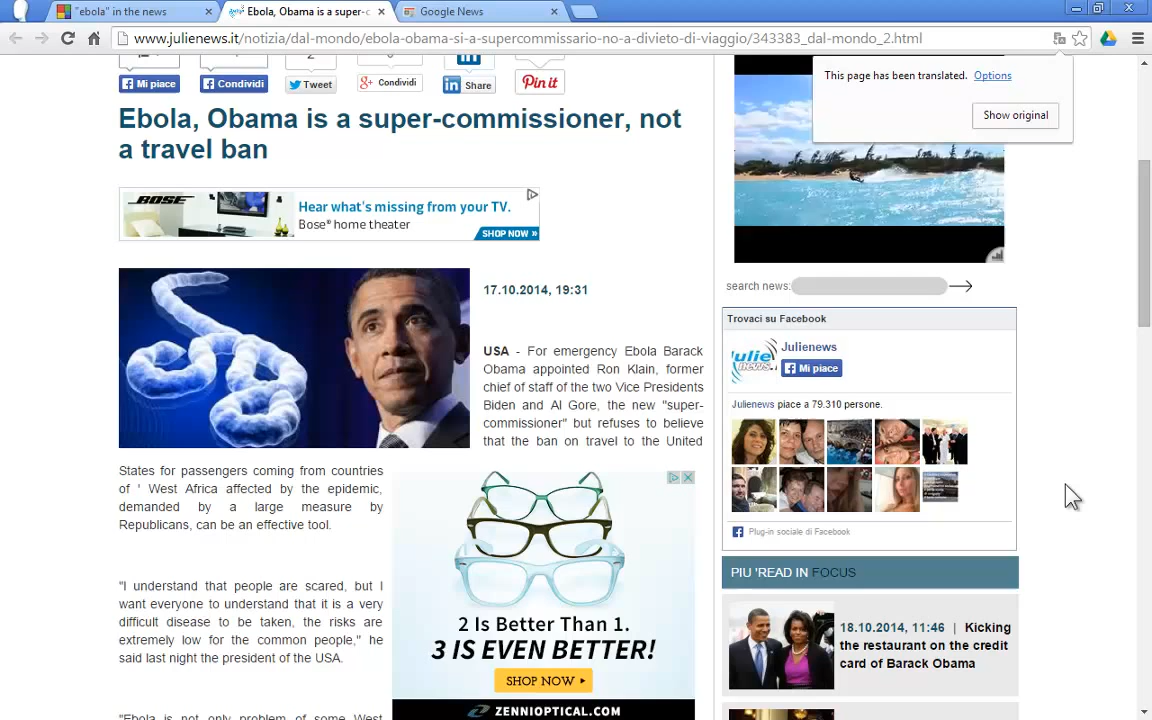 "ebola" in the news
Ebola, Obama is a super-c
Google News
www.julienews.it/notizia/dal-mondo/ebola-obama-si-a-supercommissario-no-a-divieto-di-viaggio/343383_dal-mondo_2.html
This page has been translated. Options
Show original
Mi piace
Condividi
Tweet
Condividi
Share
Pin it
Ebola, Obama is a super-commissioner, not
a travel ban
BOSE
Hear what's missing from your TV.
Bose® home theater
SHOP NOW »
17.10.2014, 19:31
USA - For emergency Ebola Barack
Obama appointed Ron Klain, former
chief of staff of the two Vice Presidents
Biden and Al Gore, the new "super-
commissioner" but refuses to believe
that the ban on travel to the United
States for passengers coming from countries
of ' West Africa affected by the epidemic,
demanded by a large measure by
Republicans, can be an effective tool.
"I understand that people are scared, but I
want everyone to understand that it is a very
difficult disease to be taken, the risks are
extremely low for the common people," he
said last night the president of the USA.
"Ebola is not only problem of some West
2 Is Better Than 1.
3 IS EVEN BETTER!
SHOP NOW
ZENNIOPTICAL.COM
search news:
Trovaci su Facebook
Julienews
Mi piace
Julienews piace a 79.310 persone.
Plug-in sociale di Facebook
PIU 'READ IN FOCUS
18.10.2014, 11:46 | Kicking
the restaurant on the credit
card of Barack Obama